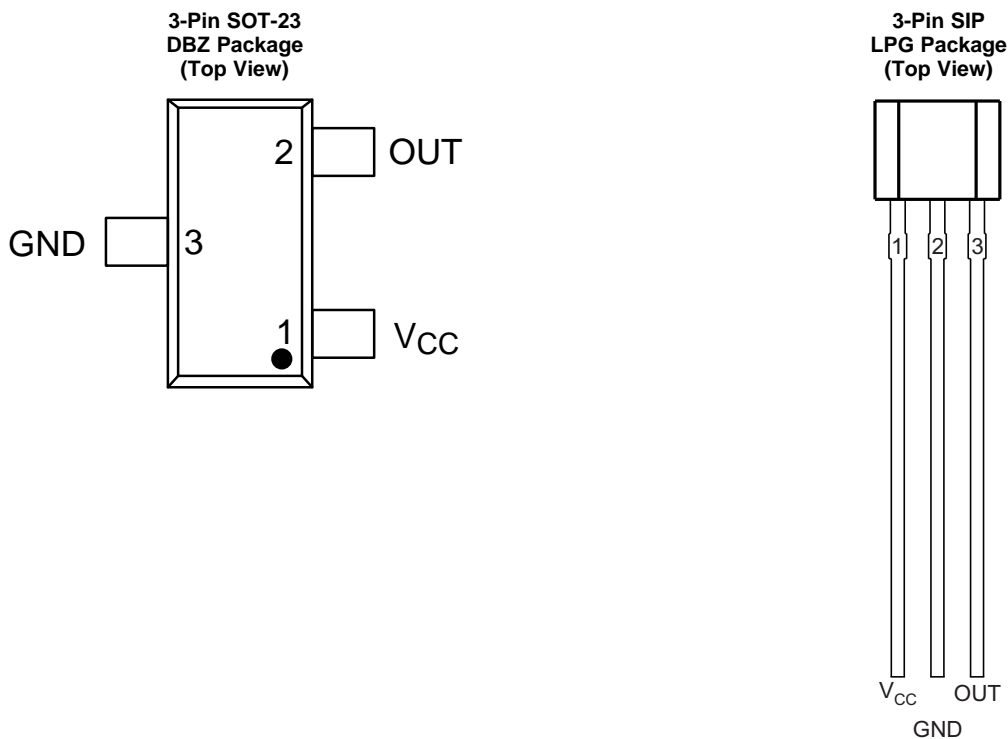 3-Pin SOT-23
DBZ Package
(Top View)
2
OUT
GND
3
1
VCC
3-Pin SIP
LPG Package
(Top View)
1
2
3
VCC
OUT
GND